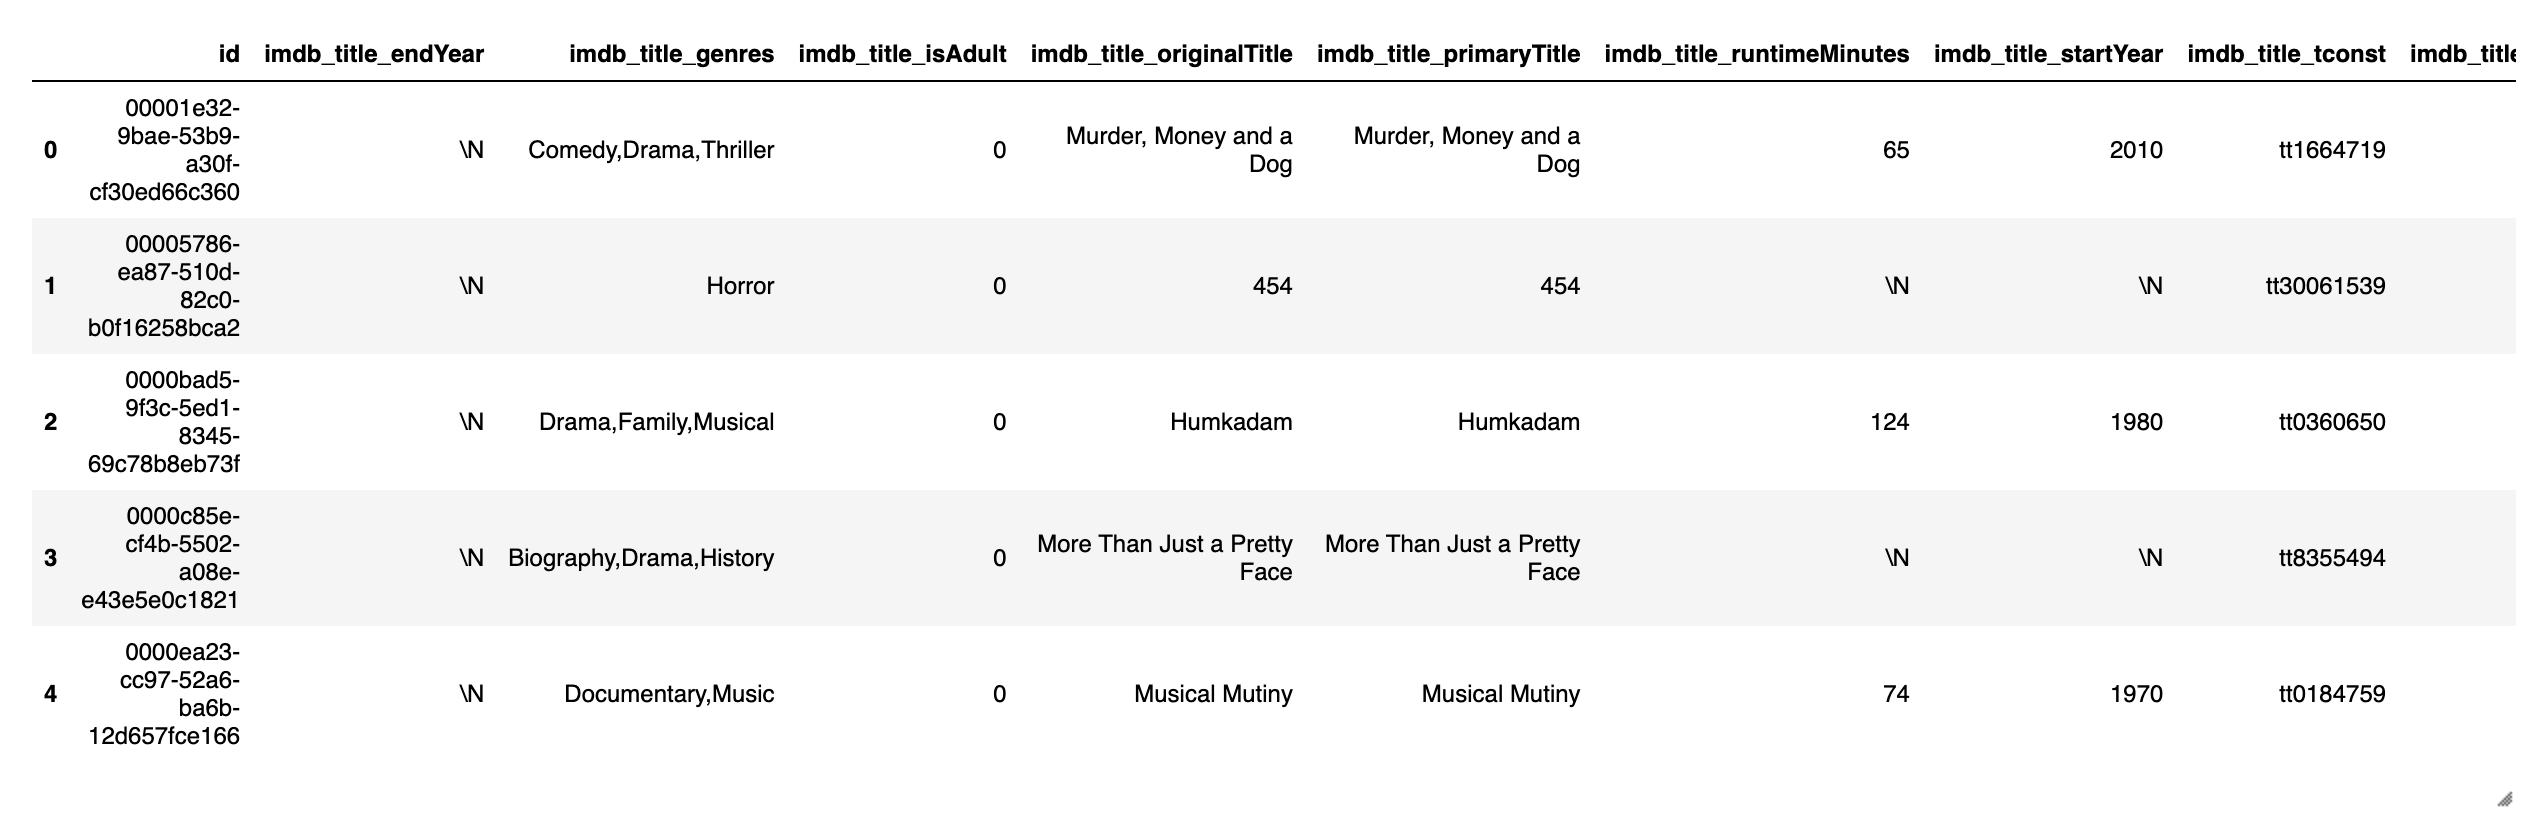 id imdb_title_endYear imdb_title_genres imdb_title_isAdult imdb_title_originalTitle imdb_title_primaryTitle imdb_title_runtimeMinutes imdb_title_startYear imdb_title_tconst imdb_title
0 00001e32-9bae-53b9-a30f-cf30ed66c360 \N Comedy,Drama,Thriller 0 Murder, Money and a Dog Murder, Money and a Dog 65 2010 tt1664719
1 00005786-ea87-510d-82c0-b0f16258bca2 \N Horror 0 454 454 \N \N tt30061539
2 0000bad5-9f3c-5ed1-8345-69c78b8eb73f \N Drama,Family,Musical 0 Humkadam Humkadam 124 1980 tt0360650
3 0000c85e-cf4b-5502-a08e-e43e5e0c1821 \N Biography,Drama,History 0 More Than Just a Pretty Face More Than Just a Pretty Face \N \N tt8355494
4 0000ea23-cc97-52a6-ba6b-12d657fce166 \N Documentary,Music 0 Musical Mutiny Musical Mutiny 74 1970 tt0184759